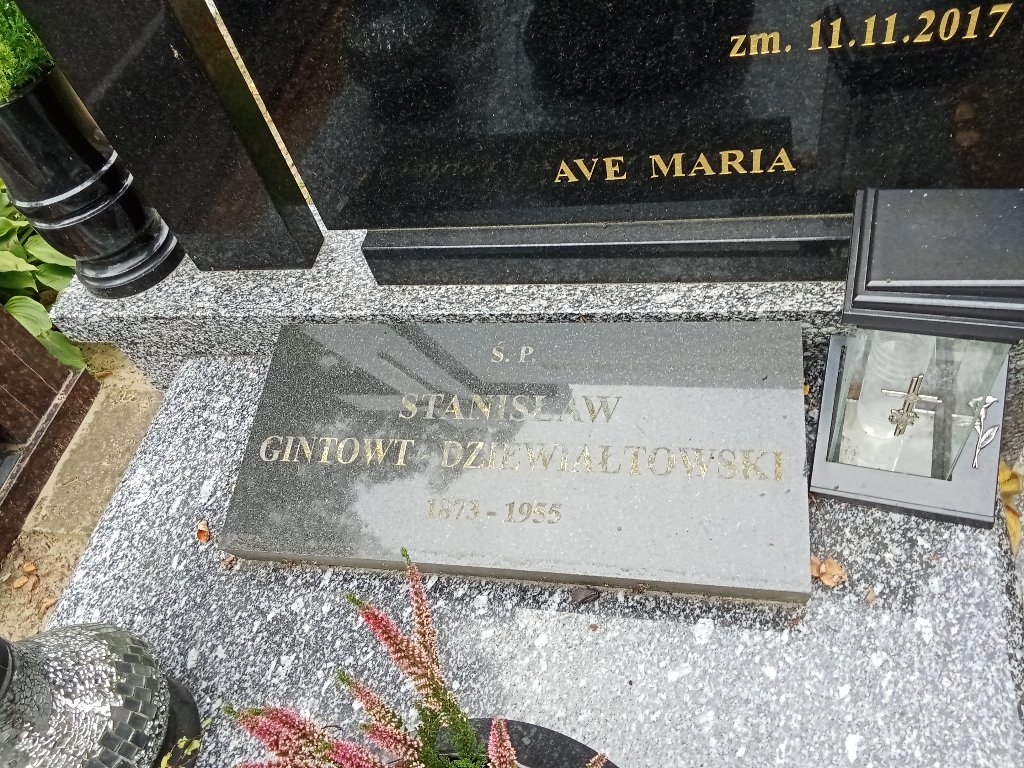 zm. 11.11.2017
AVE MARIA
Ś. P.
STANISŁAW
GINTOWT - DZIEWIAŁTOWSKI
1873 - 1955